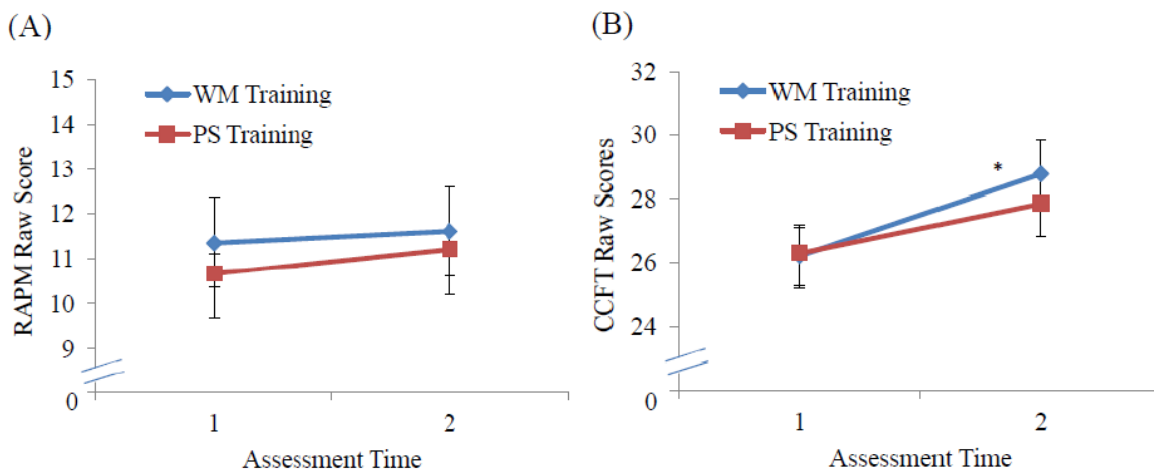 (A)
RAPM Raw Score
15
14
13
12
11
10
9
0
WM Training
PS Training
1
2
Assessment Time
(B)
CCFT Raw Scores
32
30
28
26
24
0
WM Training
PS Training
*
1
2
Assessment Time